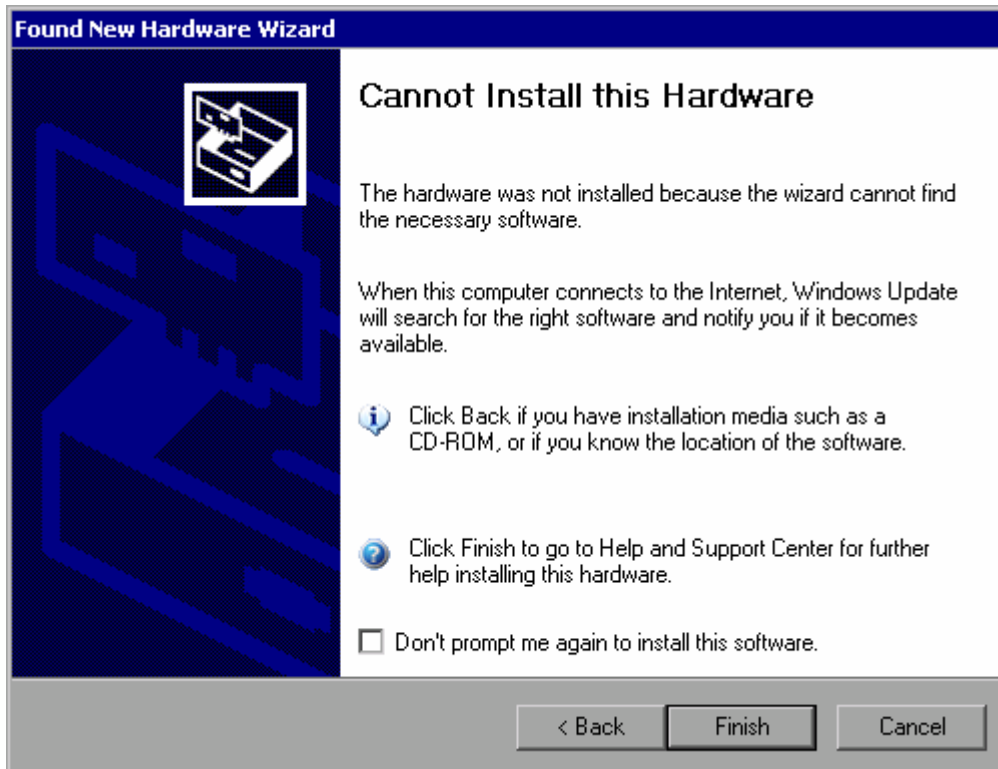 Found New Hardware Wizard
Cannot Install this Hardware
The hardware was not installed because the wizard cannot find
the necessary software.
When this computer connects to the Internet, Windows Update
will search for the right software and notify you if it becomes
available.
Click Back if you have installation media such as a
CD-ROM, or if you know the location of the software.
Click Finish to go to Help and Support Center for further
help installing this hardware.
Don't prompt me again to install this software.
< Back Finish Cancel